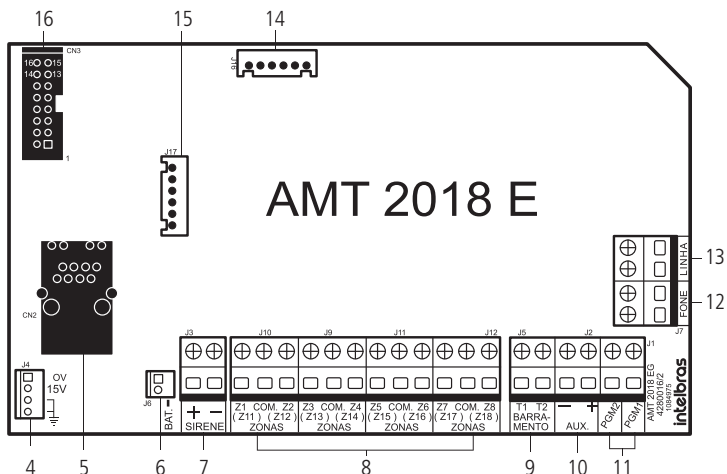 16
15
14
CN3
16 15
14 13
1
J16
J17
AMT 2018 E
13
12
LINHA
FONE
J7
CN2
J4
0V
15V
J6
BAT. -
J3
+ -
SIRENE
J10
J9
J11
J12
Z1 COM. Z2
(Z11) (Z12)
ZONAS
Z3 COM. Z4
(Z13) (Z14)
ZONAS
Z5 COM. Z6
(Z15) (Z16)
ZONAS
Z7 COM. Z8
(Z17) (Z18)
ZONAS
J5
T1 T2
BARRA-
MENTO
J2
- +
AUX.
J1
PGM2
PGM1
AMT 2018 EG
4280016/2
1084975
intelbras
4
5
6
7
8
9
10
11